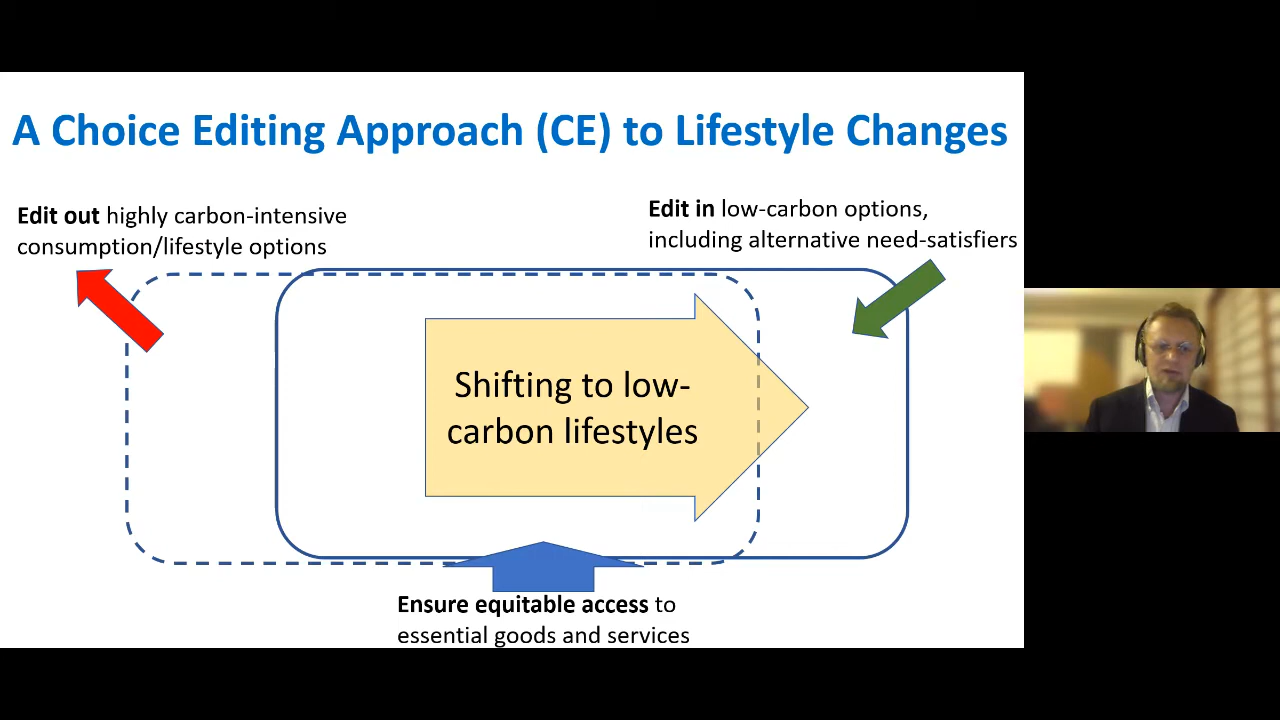 A Choice Editing Approach (CE) to Lifestyle Changes
Edit out highly carbon-intensive
consumption/lifestyle options
Edit in low-carbon options,
including alternative need-satisfiers
Shifting to low-
carbon lifestyles
Ensure equitable access to
essential goods and services